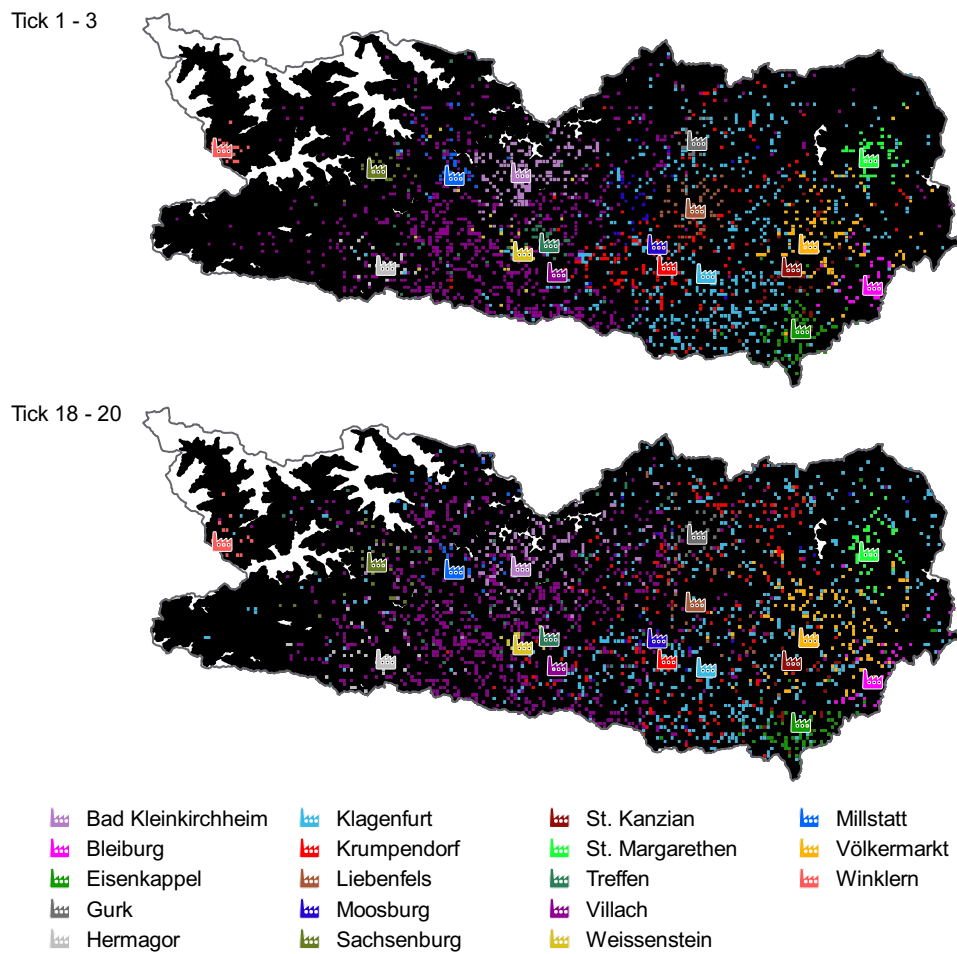 Tick 1 - 3
Tick 18 - 20
Bad Kleinkirchheim
Klagenfurt
St. Kanzian
Millstatt
Bleiburg
Krumpendorf
St. Margarethen
Völkermarkt
Eisenkappel
Liebenfels
Treffen
Winklern
Gurk
Moosburg
Villach
Hermagor
Sachsenburg
Weissenstein